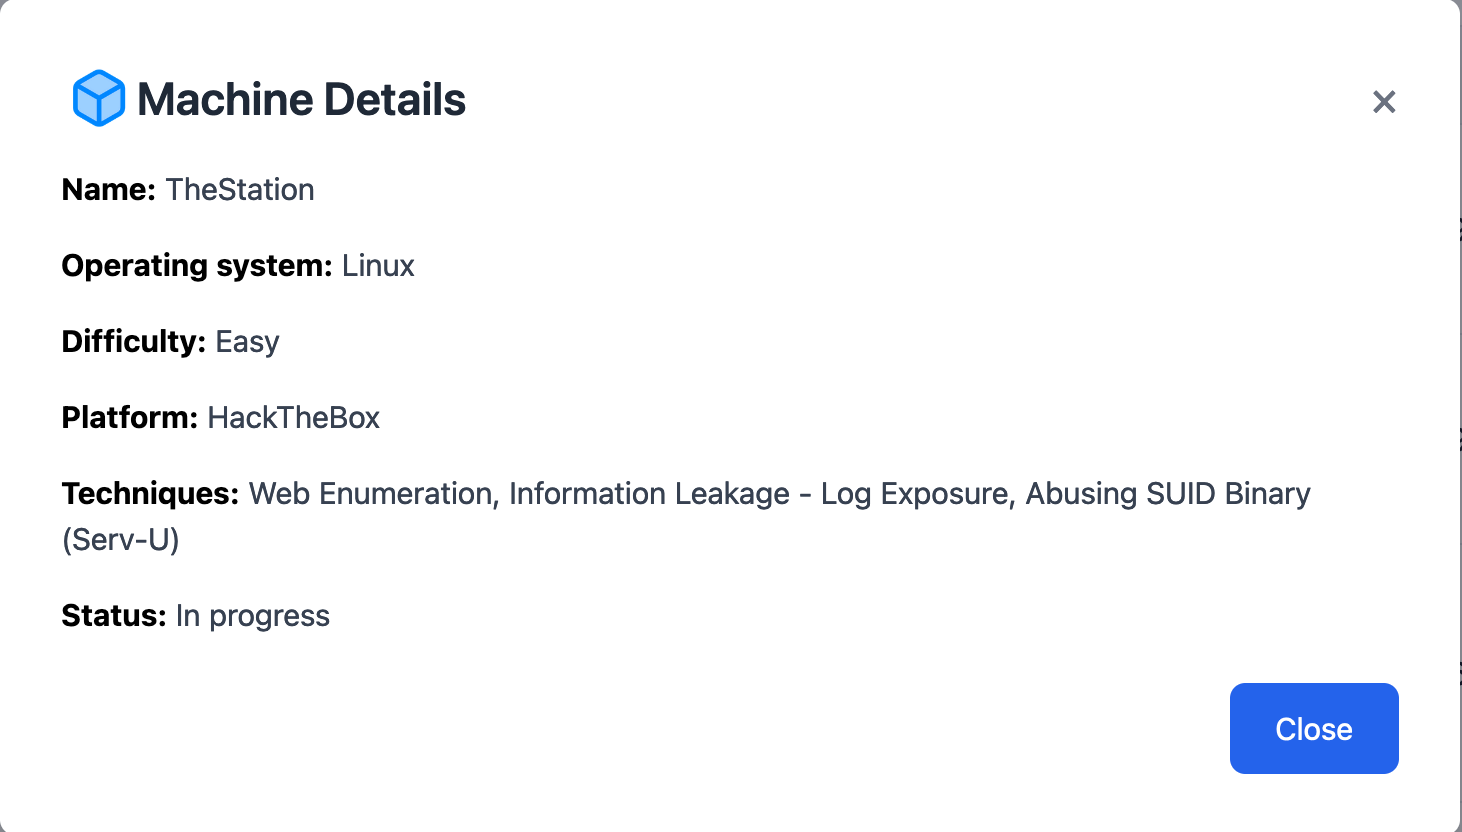 Machine Details
Name: TheStation
Operating system: Linux
Difficulty: Easy
Platform: HackTheBox
Techniques: Web Enumeration, Information Leakage - Log Exposure, Abusing SUID Binary
(Serv-U)
Status: In progress
Close